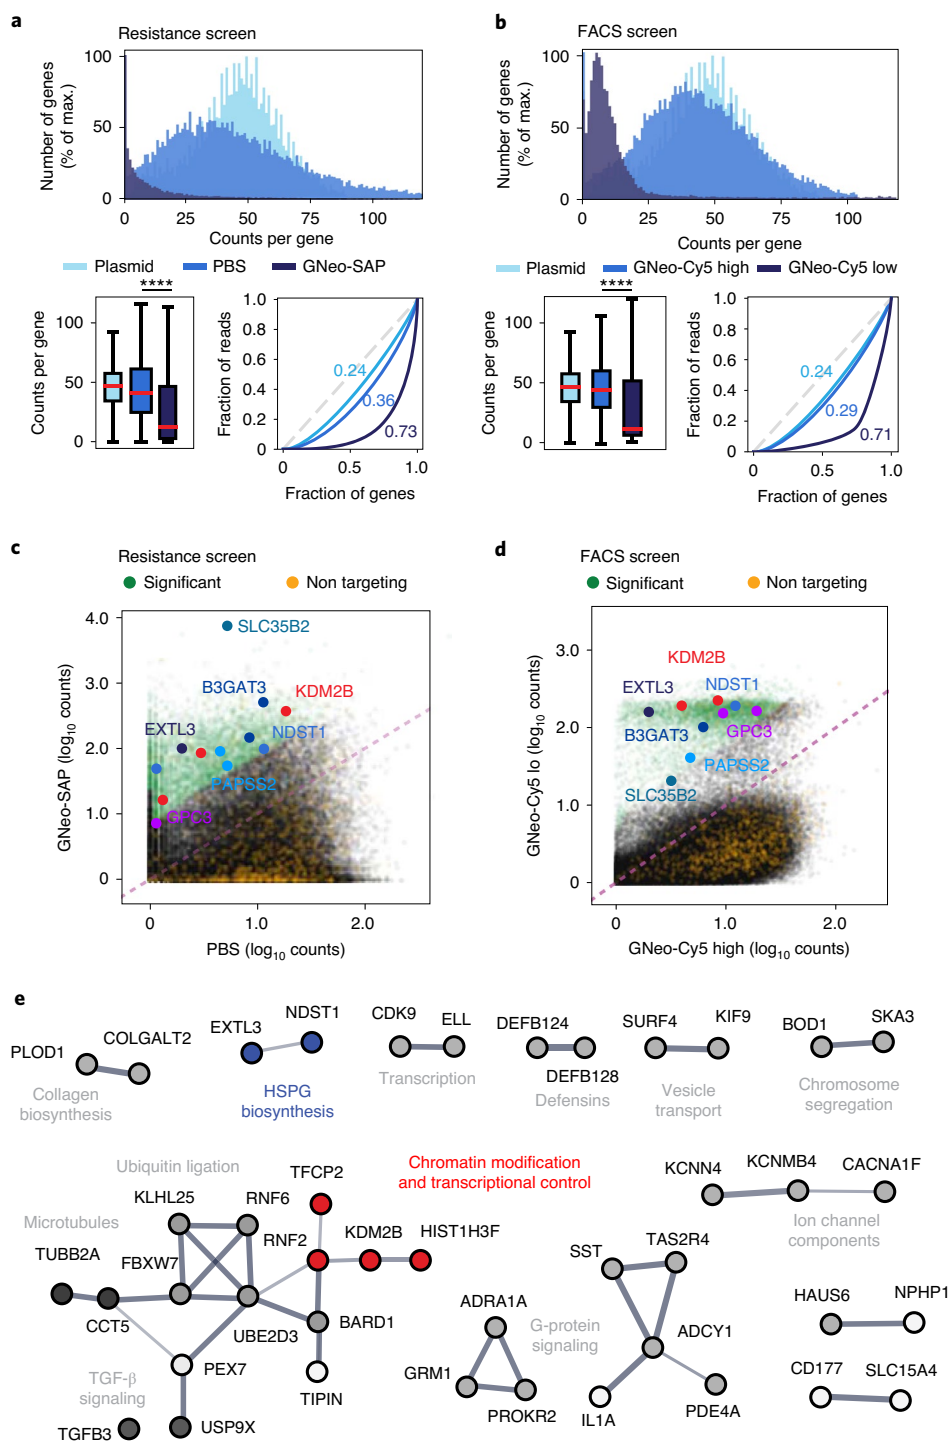 a
Resistance screen
Number of genes
(% of max.)
100
50
0
0 25 50 75 100
Counts per gene
Plasmid PBS GNeo-SAP
****
Counts per gene
100
50
0
Fraction of reads
1.0
0.8
0.6
0.4
0.2
0
0.24
0.36
0.73
0 0.5 1.0
Fraction of genes
b
FACS screen
Number of genes
(% of max.)
100
50
0
0 25 50 75 100
Counts per gene
Plasmid GNeo-Cy5 high GNeo-Cy5 low
****
Counts per gene
100
50
0
Fraction of reads
1.0
0.8
0.6
0.4
0.2
0
0.24
0.29
0.71
0 0.5 1.0
Fraction of genes
c
Resistance screen
Significant Non targeting
GNeo-SAP (log10 counts)
4.0
3.0
2.0
1.0
0
SLC35B2
B3GAT3
KDM2B
EXTL3
NDST1
PAPSS2
GPC3
0 1.0 2.0
PBS (log10 counts)
d
FACS screen
Significant Non targeting
GNeo-Cy5 lo (log10 counts)
3.0
2.0
1.0
0
KDM2B
EXTL3
NDST1
B3GAT3
GPC3
PAPSS2
SLC35B2
0 1.0 2.0
GNeo-Cy5 high (log10 counts)
e
PLOD1
COLGALT2
Collagen
biosynthesis
EXTL3
NDST1
HSPG
biosynthesis
CDK9
ELL
Transcription
DEFB124
DEFB128
Defensins
SURF4
KIF9
Vesicle
transport
BOD1
SKA3
Chromosome
segregation
Ubiquitin ligation
KLHL25
RNF6
Microtubules
TUBB2A
FBXW7
CCT5
UBE2D3
PEX7
TGF-β
signaling
TGFB3
USP9X
TFCP2
RNF2
KDM2B
HIST1H3F
BARD1
TIPIN
Chromatin modification
and transcriptional control
ADRA1A
GRM1
PROKR2
G-protein
signaling
SST
TAS2R4
ADCY1
IL1A
PDE4A
KCNN4
KCNMB4
CACNA1F
Ion channel
components
HAUS6
NPHP1
CD177
SLC15A4